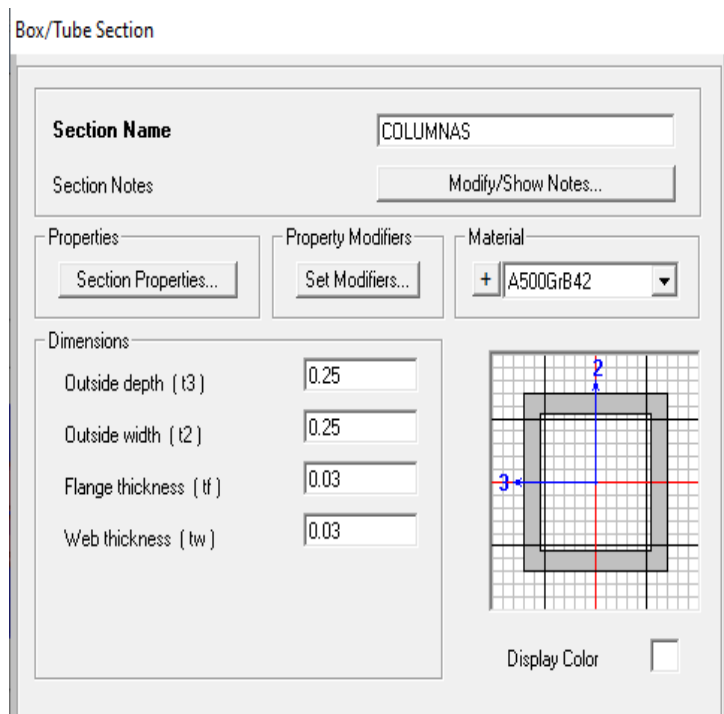 Box/Tube Section
Section Name COLUMNAS
Section Notes Modify/Show Notes...
Properties Property Modifiers Material
Section Properties... Set Modifiers... + A500GrB42
Dimensions
Outside depth ( t3 ) 0.25
Outside width ( t2 ) 0.25
Flange thickness ( tf ) 0.03
Web thickness ( tw ) 0.03
2
3
Display Color